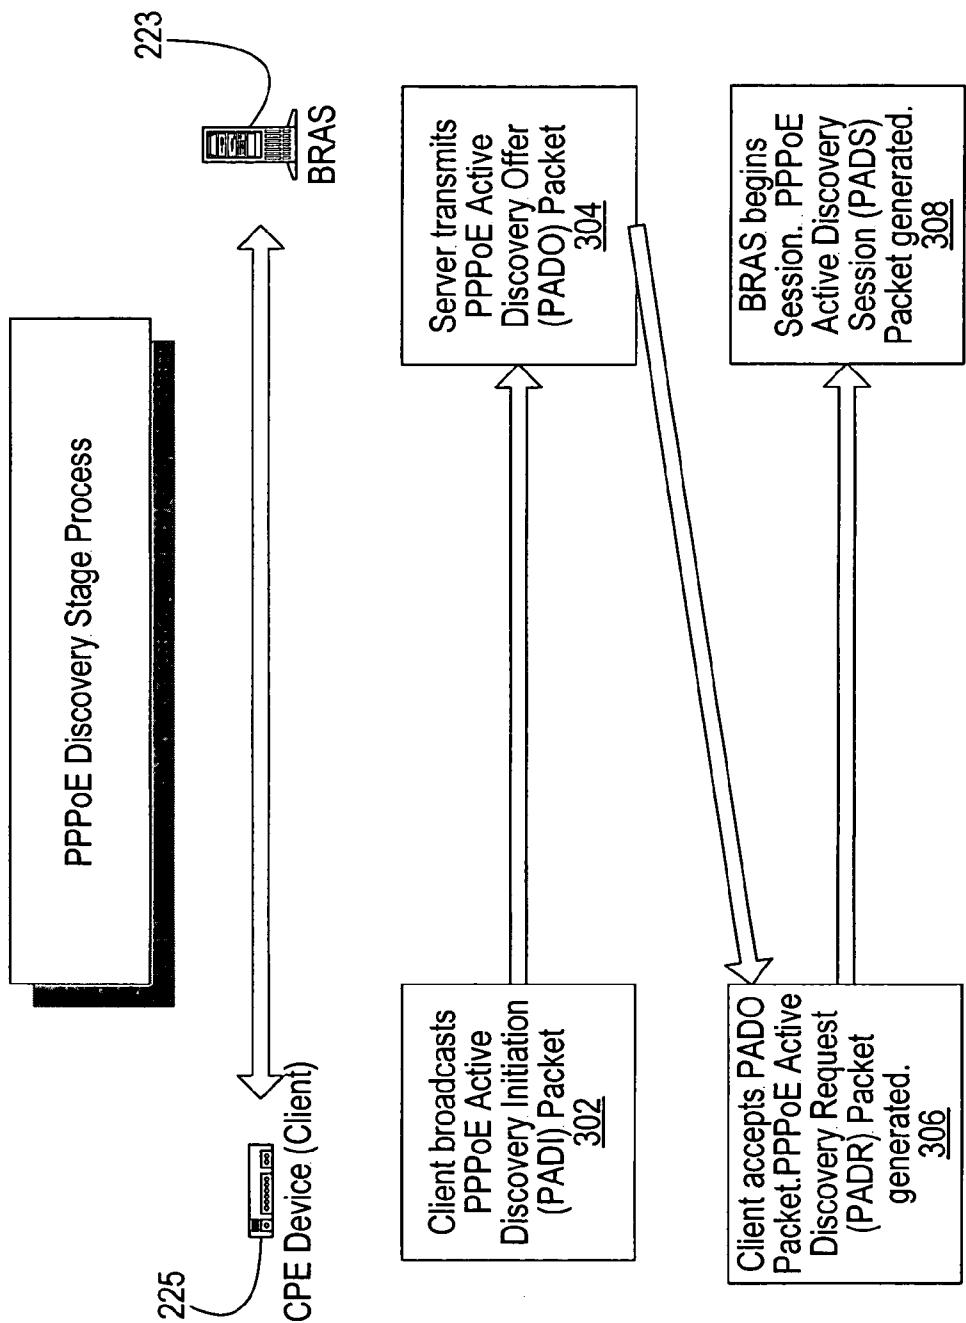 PPPoE Discovery Stage Process
225
CPE Device (Client)
223
BRAS
Client broadcasts
PPPoE Active
Discovery Initiation
(PADI) Packet
302
Server transmits
PPPoE Active
Discovery Offer
(PADO) Packet
304
Client accepts PADO
Packet.PPPoE Active
Discovery Request
(PADR) Packet
generated.
306
BRAS begins
Session. PPPoE
Active Discovery
Session (PADS)
Packet generated.
308